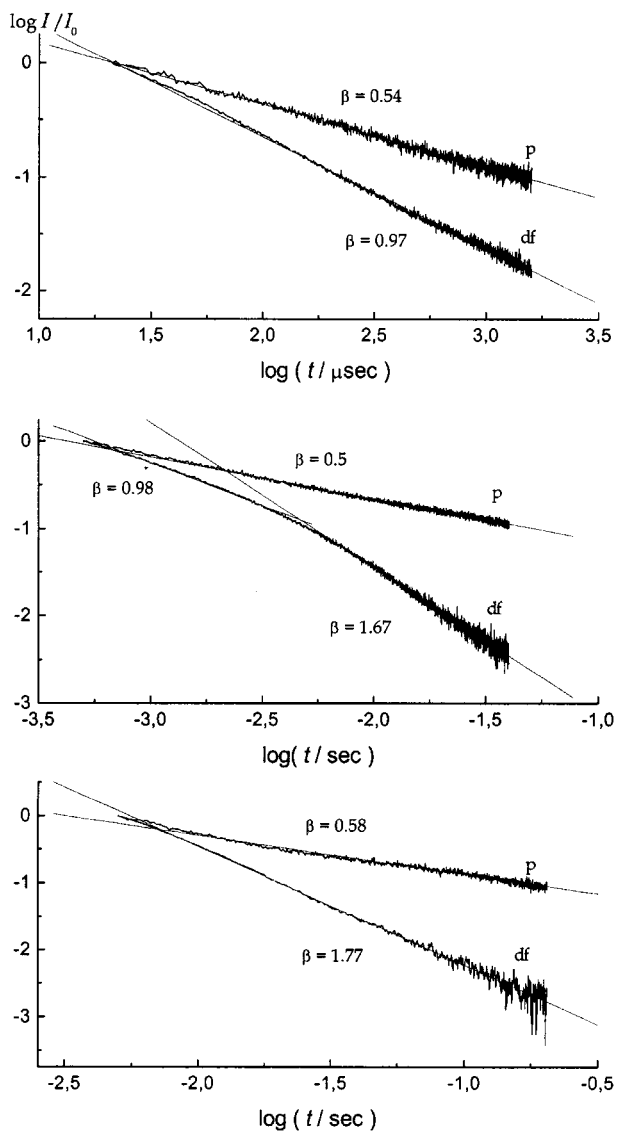 log I/I₀
0
β = 0.54
p
-1
β = 0.97
df
-2
1,0 1,5 2,0 2,5 3,0 3,5
log ( t / μsec )
0
β = 0.5
p
β = 0.98
-1
-2
df
β = 1.67
-3
-3,5 -3,0 -2,5 -2,0 -1,5 -1,0
log( t / sec )
0
β = 0.58
p
-1
-2
β = 1.77
df
-3
-2,5 -2,0 -1,5 -1,0 -0,5
log ( t / sec )